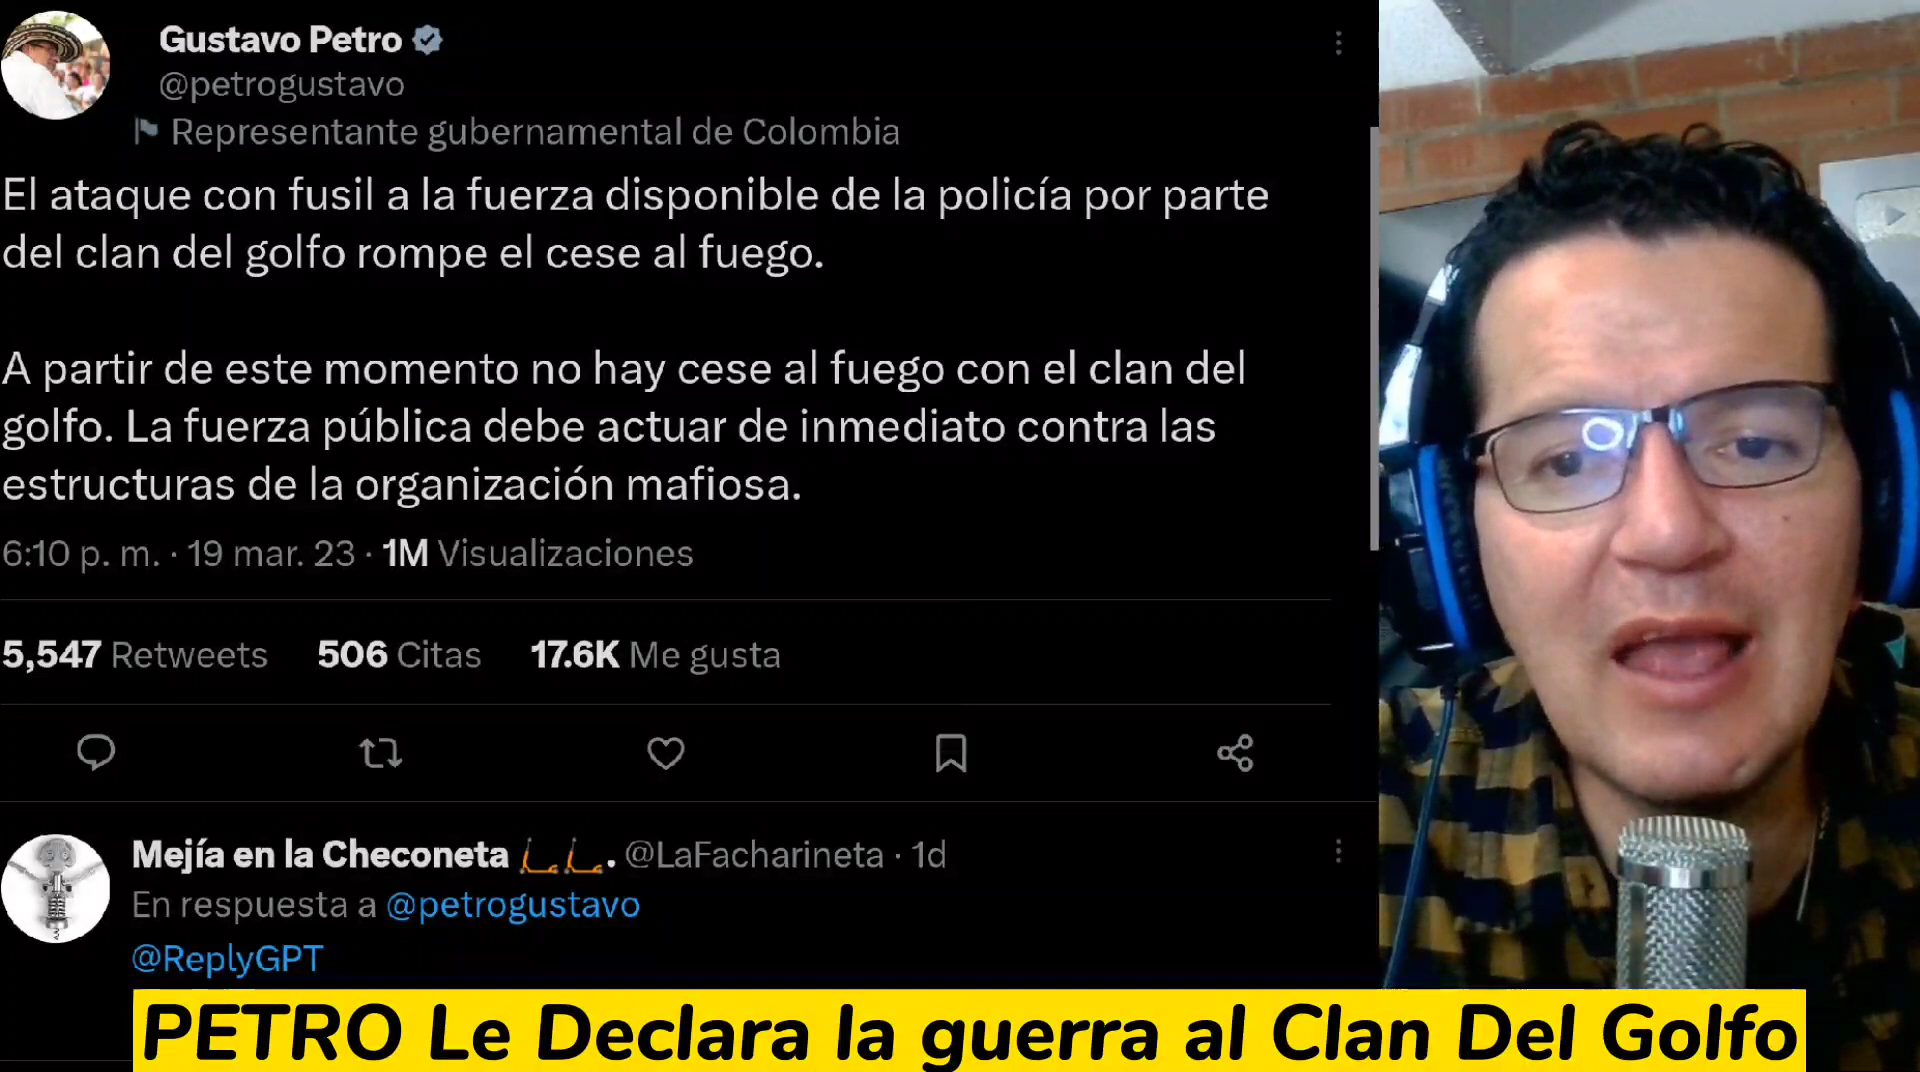 Gustavo Petro
@petrogustavo
Representante gubernamental de Colombia
El ataque con fusil a la fuerza disponible de la policía por parte
del clan del golfo rompe el cese al fuego.
A partir de este momento no hay cese al fuego con el clan del
golfo. La fuerza pública debe actuar de inmediato contra las
estructuras de la organización mafiosa.
6:10 p. m. · 19 mar. 23 · 1M Visualizaciones
5,547 Retweets 506 Citas 17.6K Me gusta
Mejía en la Checoneta 🛴🛴. @LaFacharineta · 1d
En respuesta a @petrogustavo
@ReplyGPT
PETRO Le Declara la guerra al Clan Del Golfo